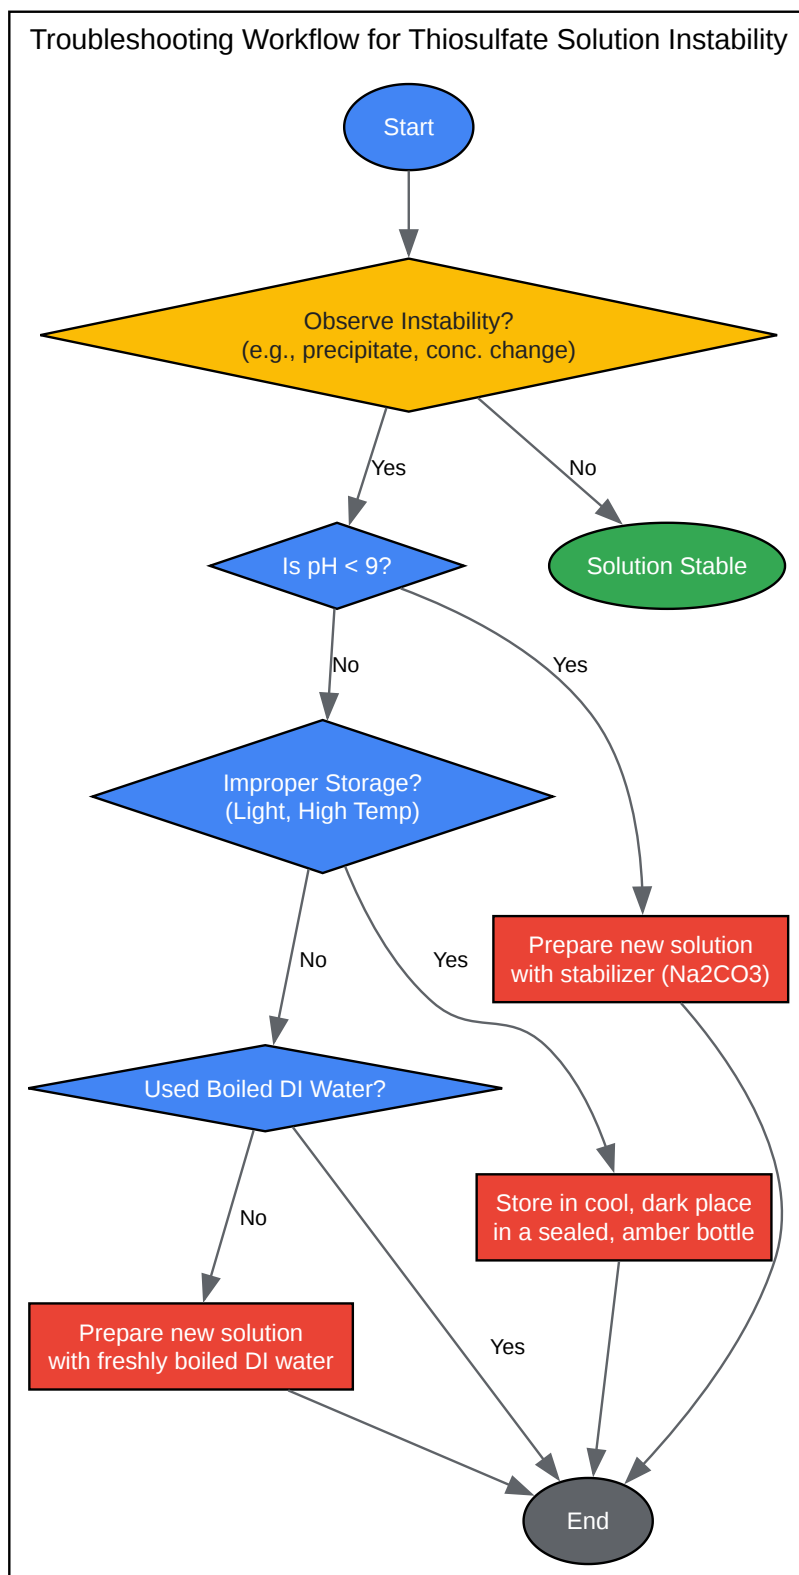 Troubleshooting Workflow for Thiosulfate Solution Instability
Start
Observe Instability?
(e.g., precipitate, conc. change)
Yes
No
Is pH < 9?
Solution Stable
No
Yes
Improper Storage?
(Light, High Temp)
No
Yes
Prepare new solution
with stabilizer (Na2CO3)
Used Boiled DI Water?
No
Store in cool, dark place
in a sealed, amber bottle
Prepare new solution
with freshly boiled DI water
Yes
End